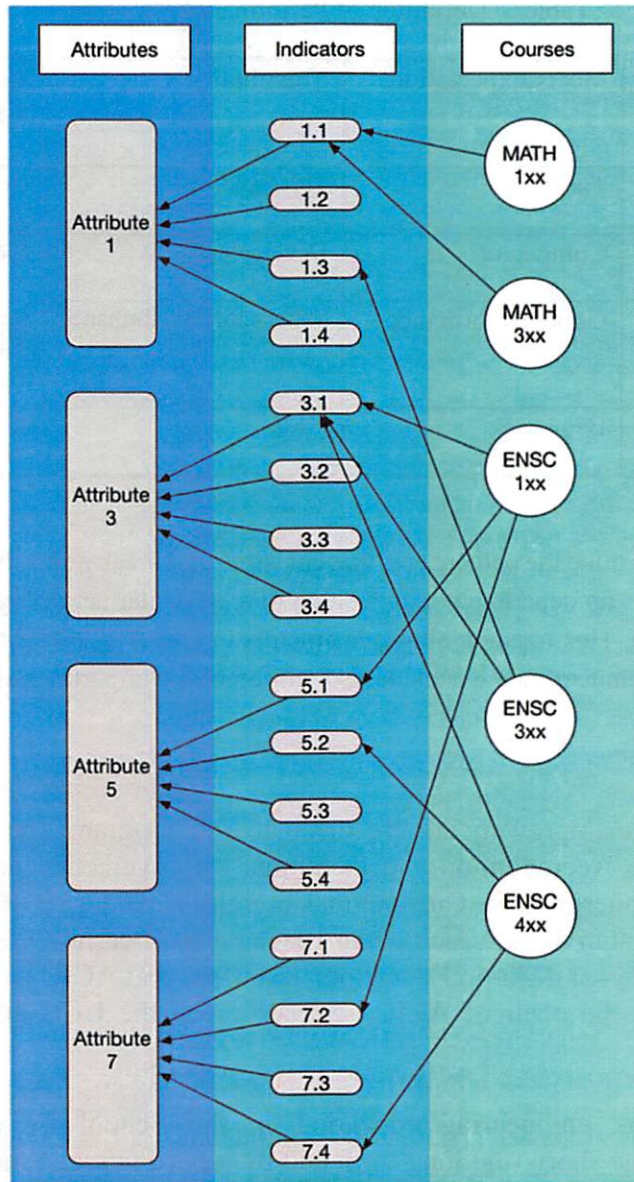 Attributes
Indicators
Courses
Attribute
1
Attribute
3
Attribute
5
Attribute
7
1.1
1.2
1.3
1.4
3.1
3.2
3.3
3.4
5.1
5.2
5.3
5.4
7.1
7.2
7.3
7.4
MATH
1xx
MATH
3xx
ENSC
1xx
ENSC
3xx
ENSC
4xx